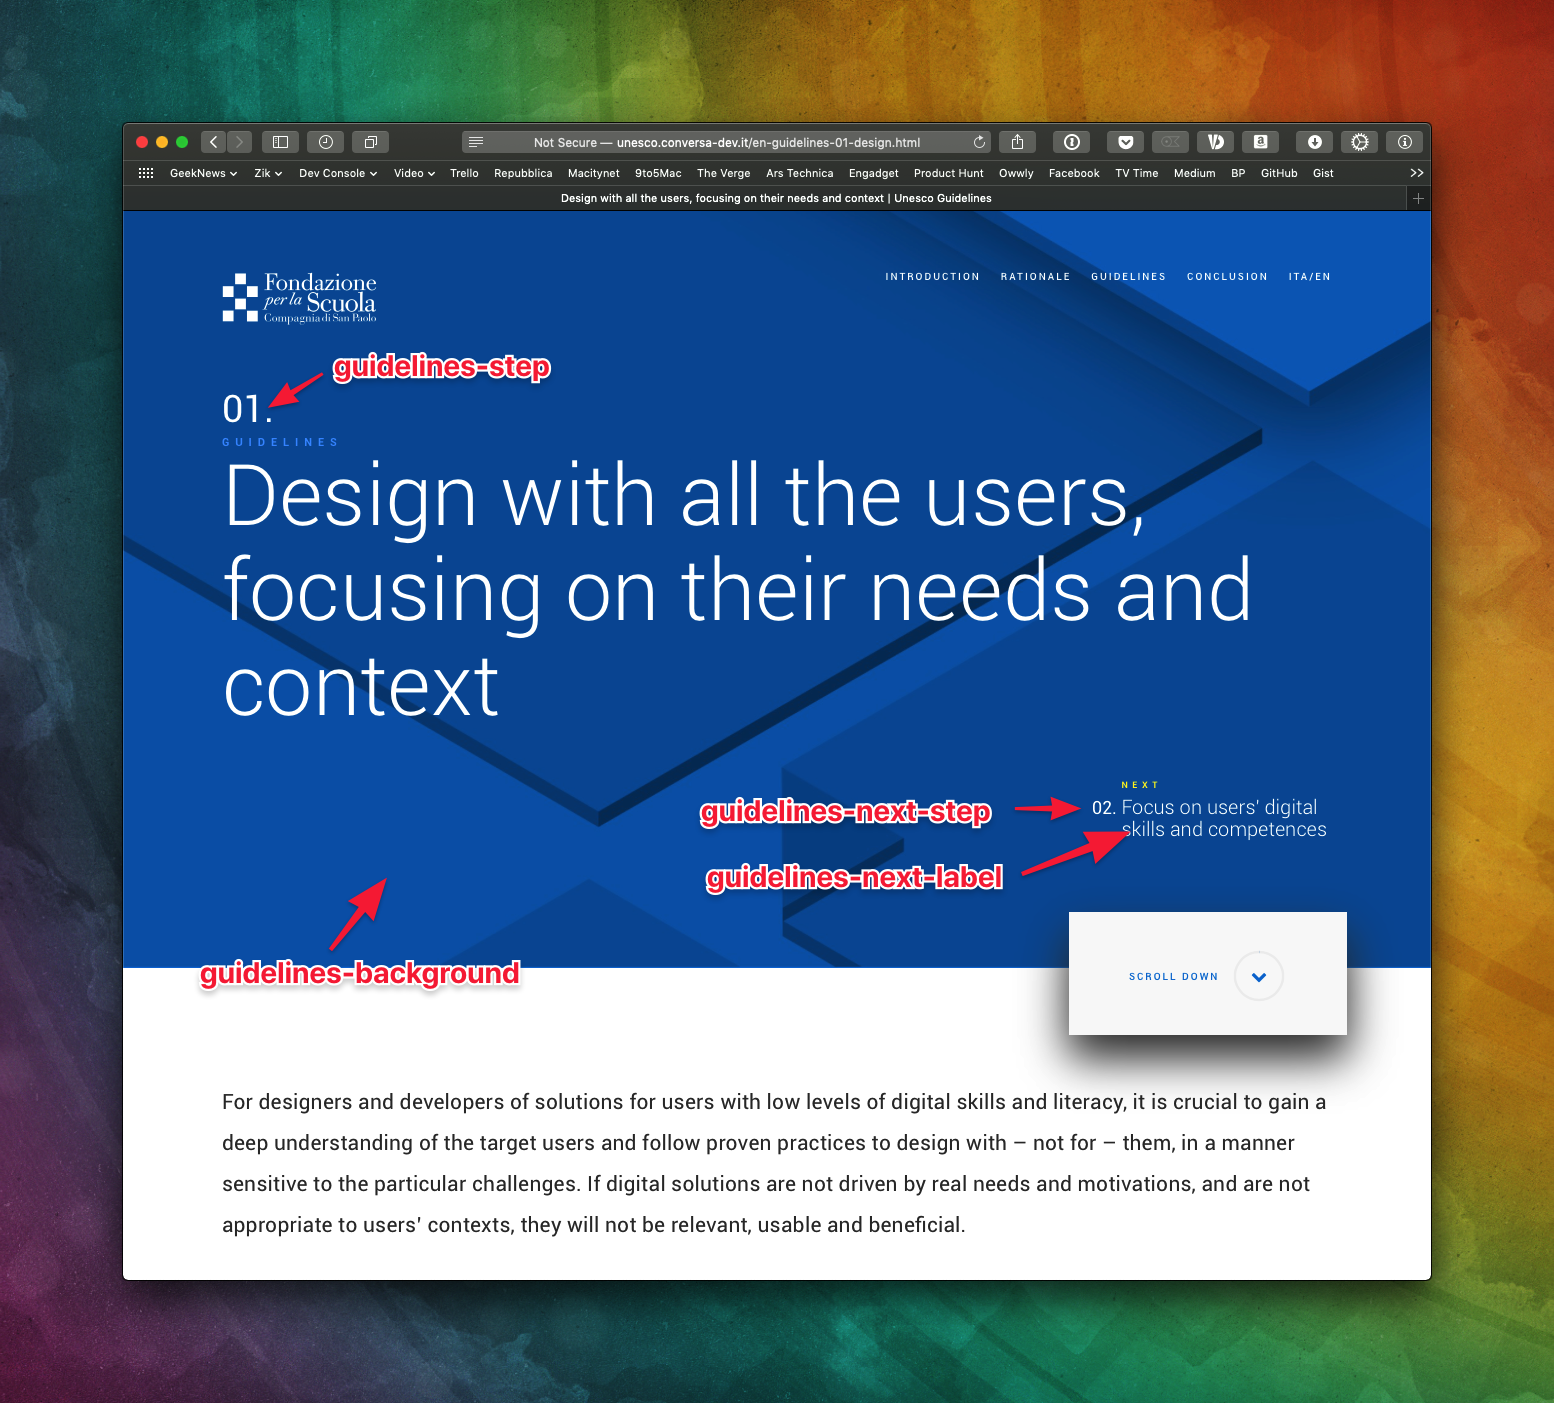 Not Secure — unesco.conversa-dev.it/en-guidelines-01-design.html
GeekNews Zik Dev Console Video Trello Repubblica Macitynet 9to5Mac The Verge Ars Technica Engadget Product Hunt Owwly Facebook TV Time Medium BP GitHub Gist
Design with all the users, focusing on their needs and context | Unesco Guidelines
Fondazione
per la Scuola
Compagnia di San Paolo
INTRODUCTION RATIONALE GUIDELINES CONCLUSION ITA/EN
guidelines-step
01.
GUIDELINES
Design with all the users,
focusing on their needs and
context
NEXT
guidelines-next-step
02. Focus on users' digital
skills and competences
guidelines-next-label
guidelines-background
SCROLL DOWN
For designers and developers of solutions for users with low levels of digital skills and literacy, it is crucial to gain a
deep understanding of the target users and follow proven practices to design with – not for – them, in a manner
sensitive to the particular challenges. If digital solutions are not driven by real needs and motivations, and are not
appropriate to users' contexts, they will not be relevant, usable and beneficial.